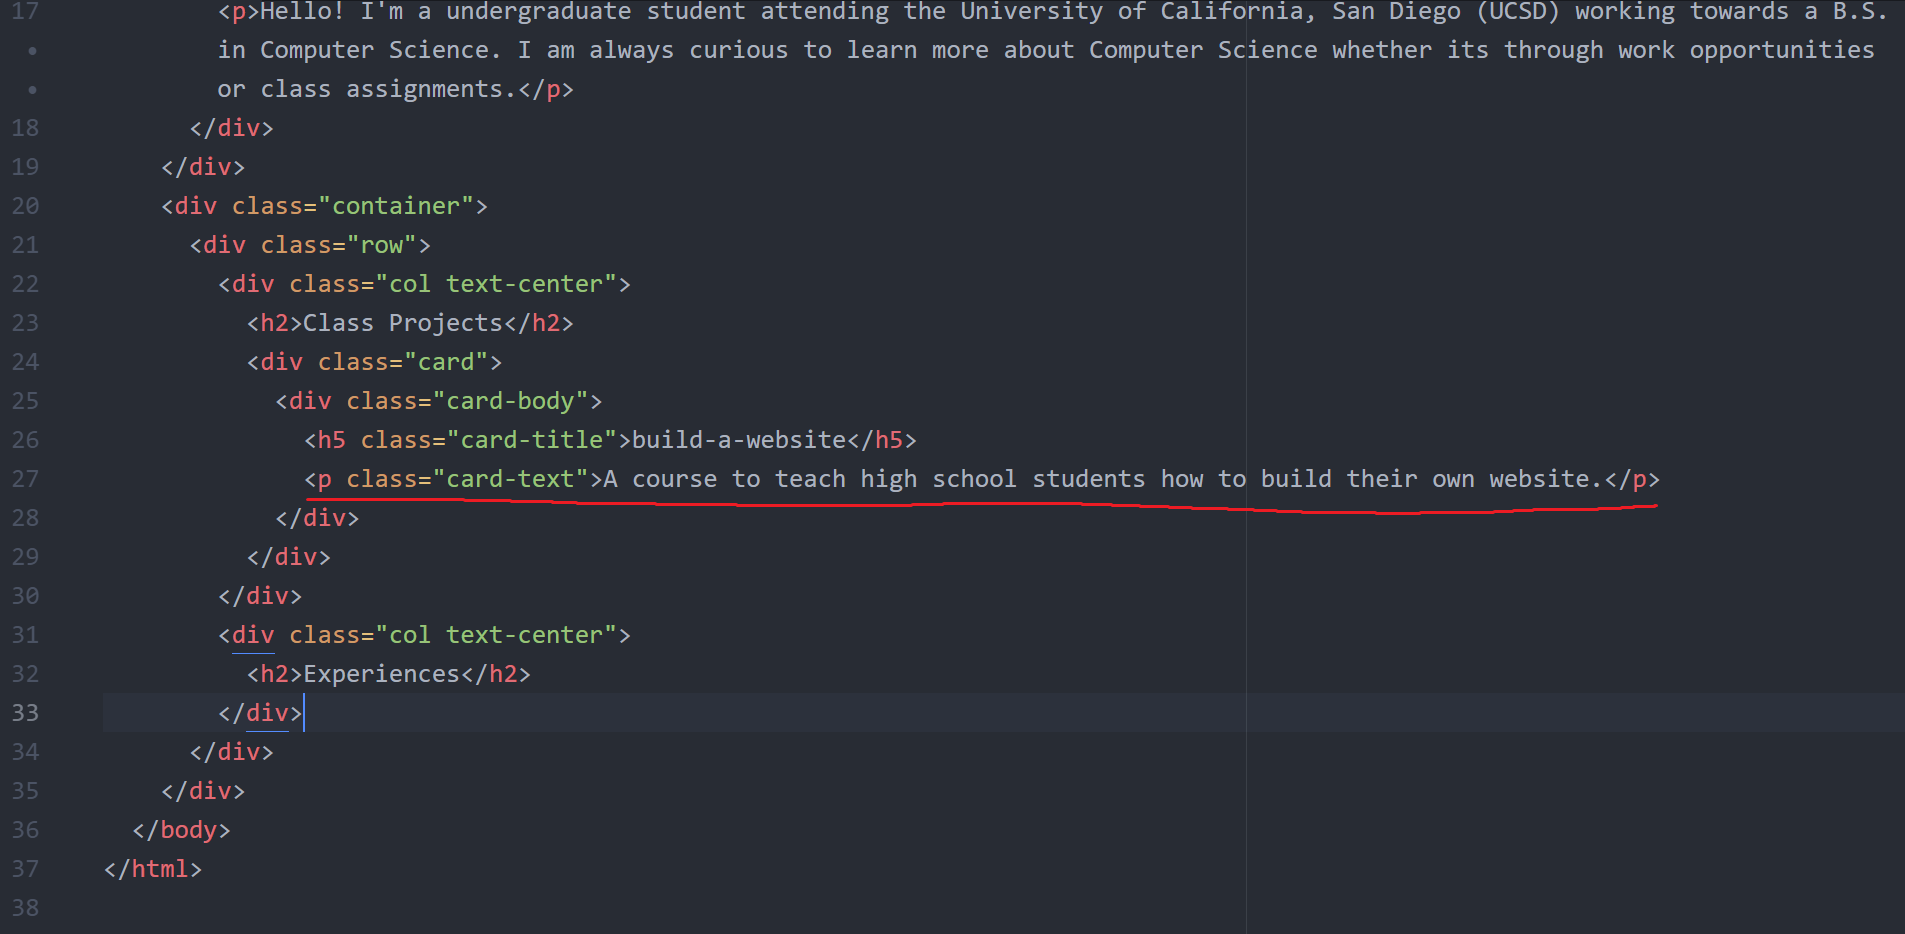 17 <p>Hello! I'm a undergraduate student attending the University of California, San Diego (UCSD) working towards a B.S.
• in Computer Science. I am always curious to learn more about Computer Science whether its through work opportunities
• or class assignments.</p>
18 </div>
19 </div>
20 <div class="container">
21 <div class="row">
22 <div class="col text-center">
23 <h2>Class Projects</h2>
24 <div class="card">
25 <div class="card-body">
26 <h5 class="card-title">build-a-website</h5>
27 <p class="card-text">A course to teach high school students how to build their own website.</p>
28 </div>
29 </div>
30 </div>
31 <div class="col text-center">
32 <h2>Experiences</h2>
33 </div>
34 </div>
35 </div>
36 </body>
37 </html>
38